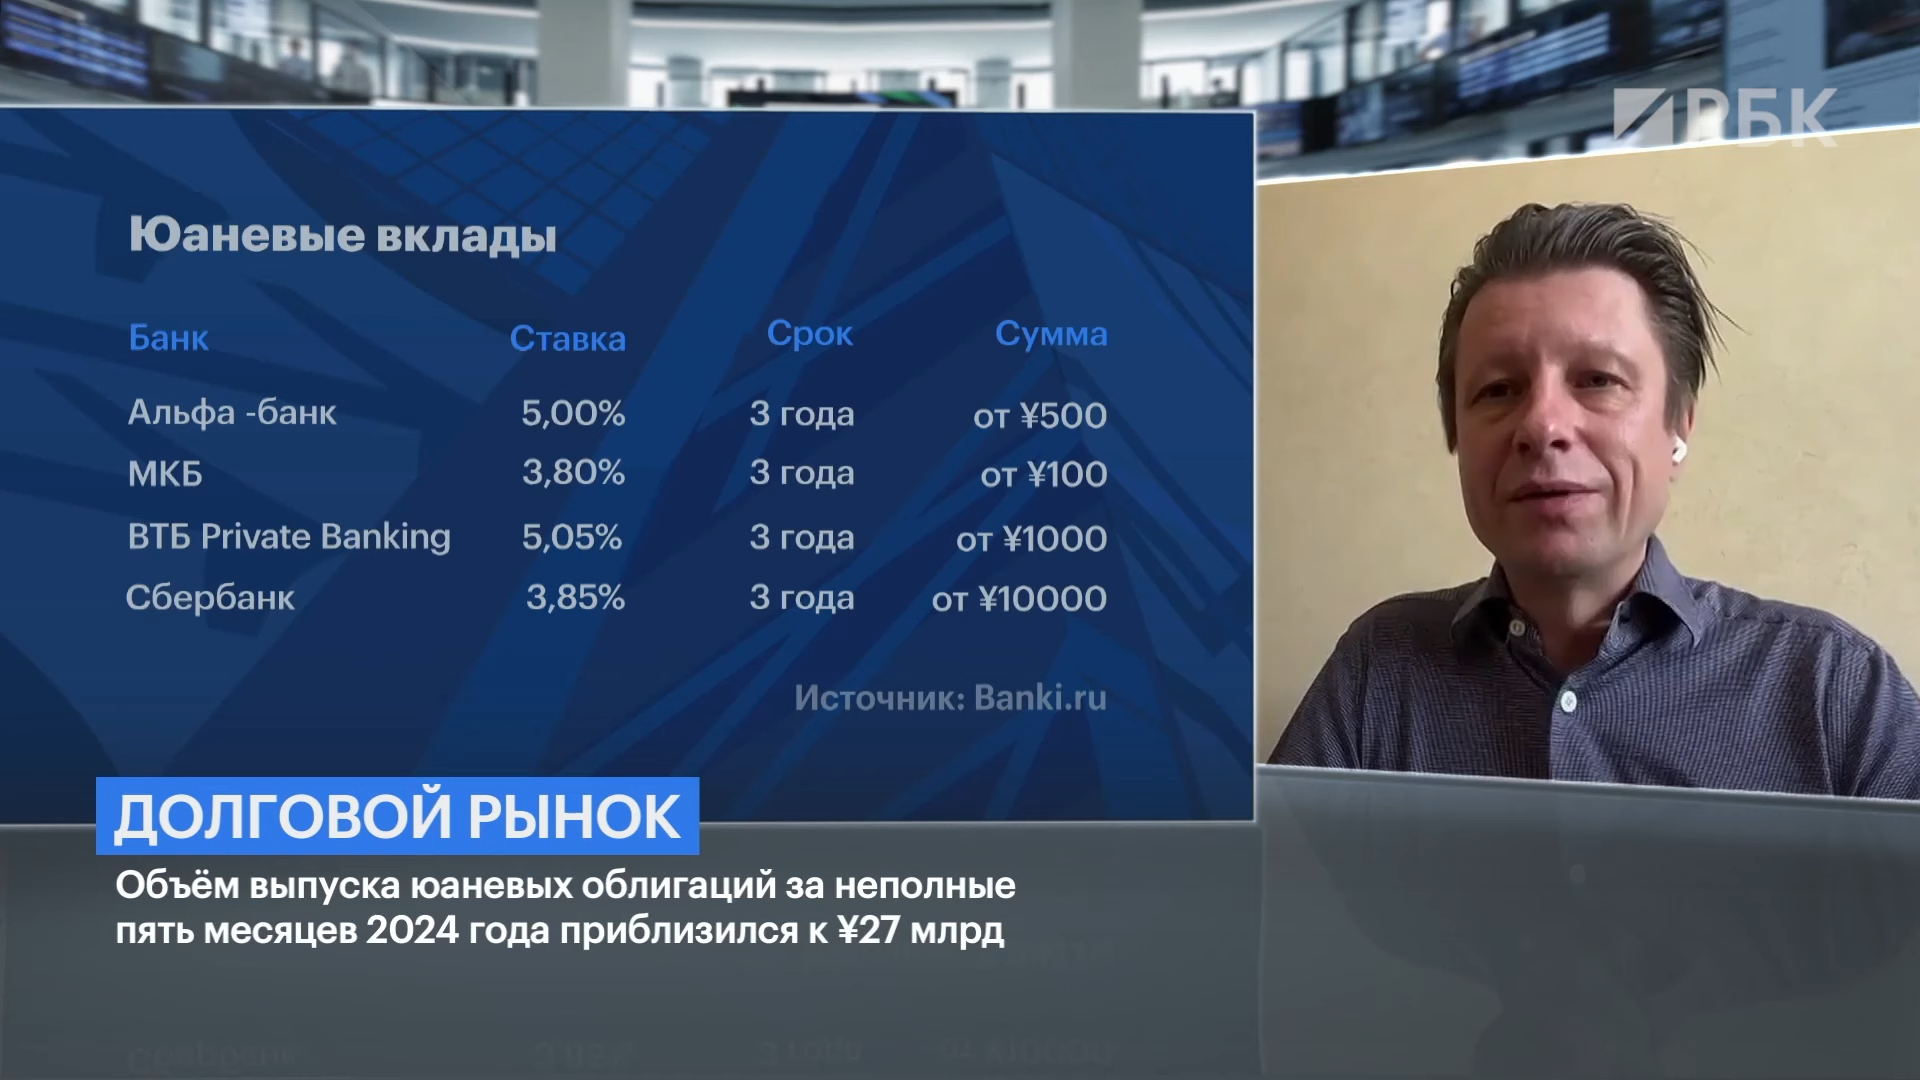 РБК
Юаневые вклады
Банк Ставка Срок Сумма
Альфа -банк 5,00% 3 года от ¥500
МКБ 3,80% 3 года от ¥100
ВТБ Private Banking 5,05% 3 года от ¥1000
Сбербанк 3,85% 3 года от ¥10000
Источник: Banki.ru
ДОЛГОВОЙ РЫНОК
Объём выпуска юаневых облигаций за неполные
пять месяцев 2024 года приблизился к ¥27 млрд